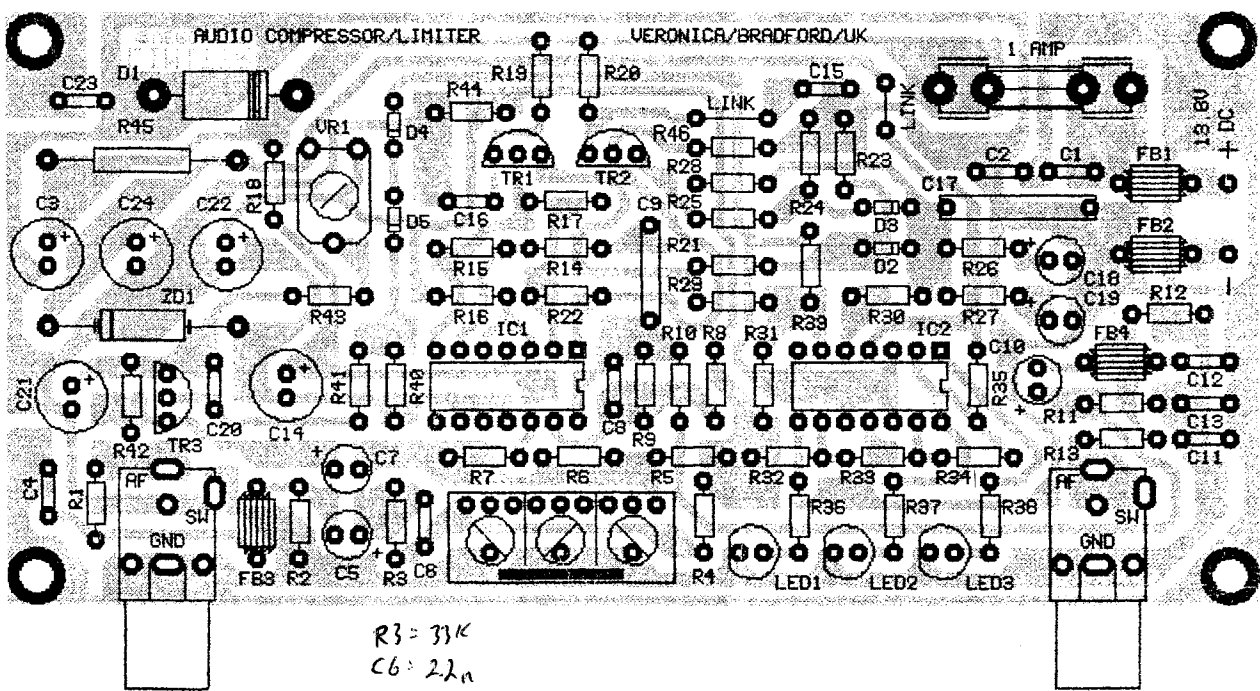 AUDIO COMPRESSOR/LIMITER
VERONICA/BRADFORD/UK
1 AMP
C23
D1
R19
R20
C15
R44
LINK
LINK
13.8V
+ DC -
R45
VR1
D4
R46
R28
R23
C2
C1
FB1
TR1
TR2
R18
C16
R17
C9
R25
R24
C17
C3
C24
C22
D5
D3
R21
FB2
R15
R14
D2
R26
C18
ZD1
R29
C19
R12
R43
R16
R22
R39
R30
R27
IC1
R10
R8
R31
IC2
C10
FB4
C21
R41
R40
R35
C12
C20
C14
C8
R9
R11
C13
R42
TR3
C11
C7
R7
R6
R5
R32
R33
R34
R13
C4
R1
AF
SW
GND
AF
SW
GND
R36
R37
R38
FB3
R2
C5
R3
C6
R4
LED1
LED2
LED3
R3 = 33K
C6: 2.2n